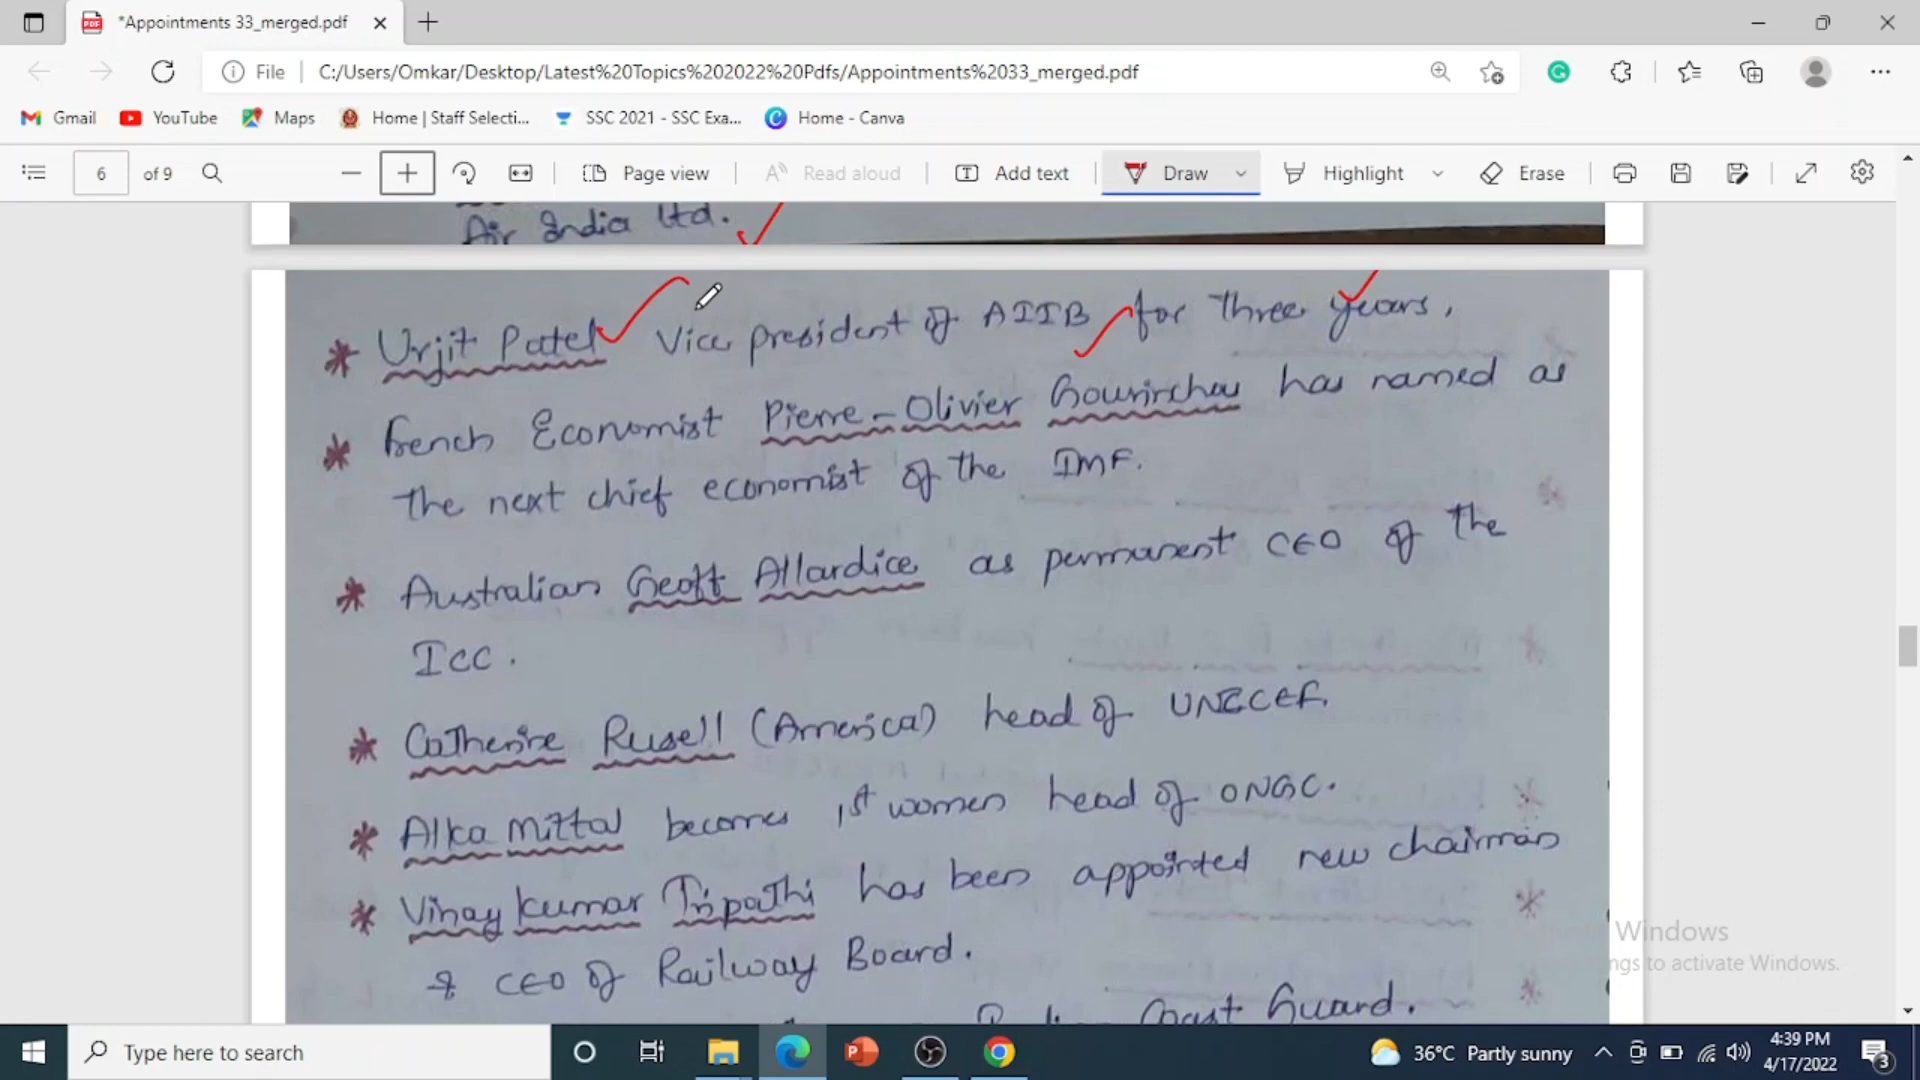 *Appointments 33_merged.pdf
File C:/Users/Omkar/Desktop/Latest%20Topics%202022%20Pdfs/Appointments%2033_merged.pdf
Gmail YouTube Maps Home | Staff Selecti... SSC 2021 - SSC Exa... Home - Canva
6 of 9 Page view Read aloud Add text Draw Highlight Erase
Air India Ltd.
* Urjit Patel Vice president of AIIB for three years.
* French Economist Pierre-Olivier Gourinchas has named as
the next chief economist of the IMF.
* Australian Geoff Allardice as permanent CEO of the
ICC.
* Catherine Rusell (America) head of UNICEF.
* Alka Mittal becomes 1st women head of ONGC.
* Vinay Kumar Tripathi has been appointed new chairman
& CEO of Railway Board.
Coast Guard.
Windows
ngs to activate Windows.
Type here to search
36°C Partly sunny
4:39 PM
4/17/2022
3